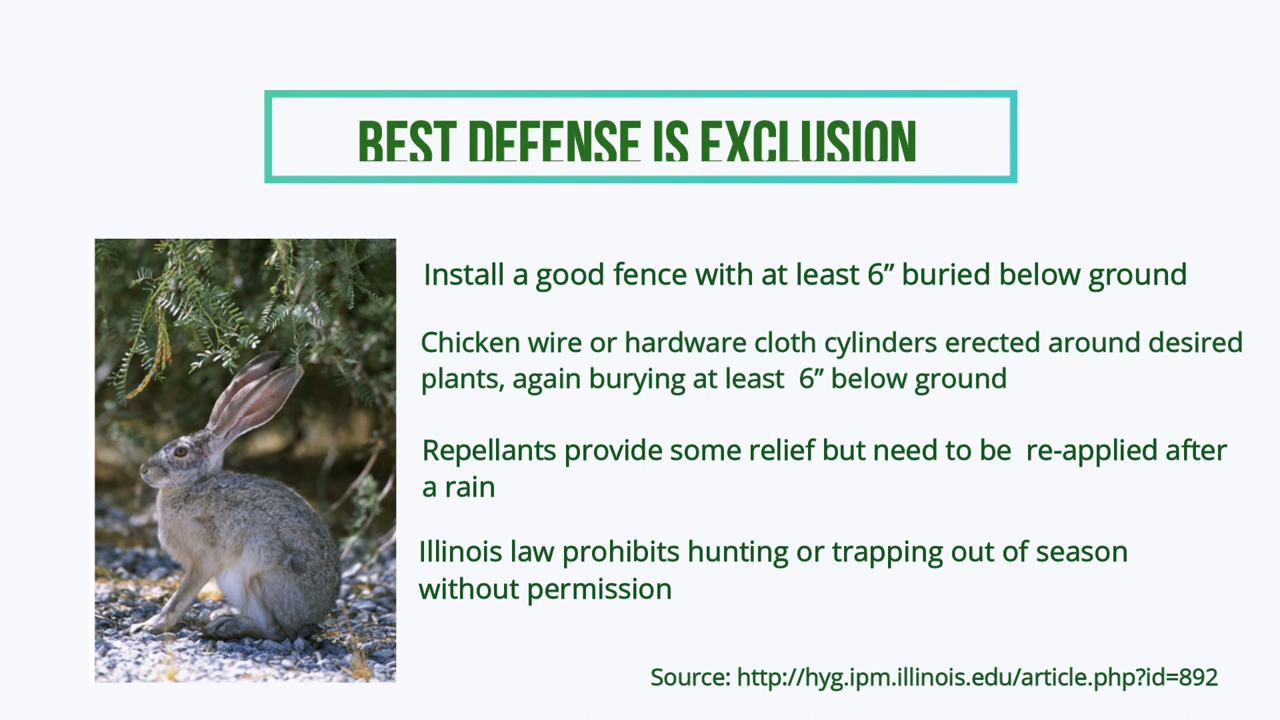 BEST DEFENSE IS EXCLUSION
Install a good fence with at least 6” buried below ground
Chicken wire or hardware cloth cylinders erected around desired
plants, again burying at least  6” below ground
Repellants provide some relief but need to be  re-applied after
a rain
Illinois law prohibits hunting or trapping out of season
without permission
Source: http://hyg.ipm.illinois.edu/article.php?id=892